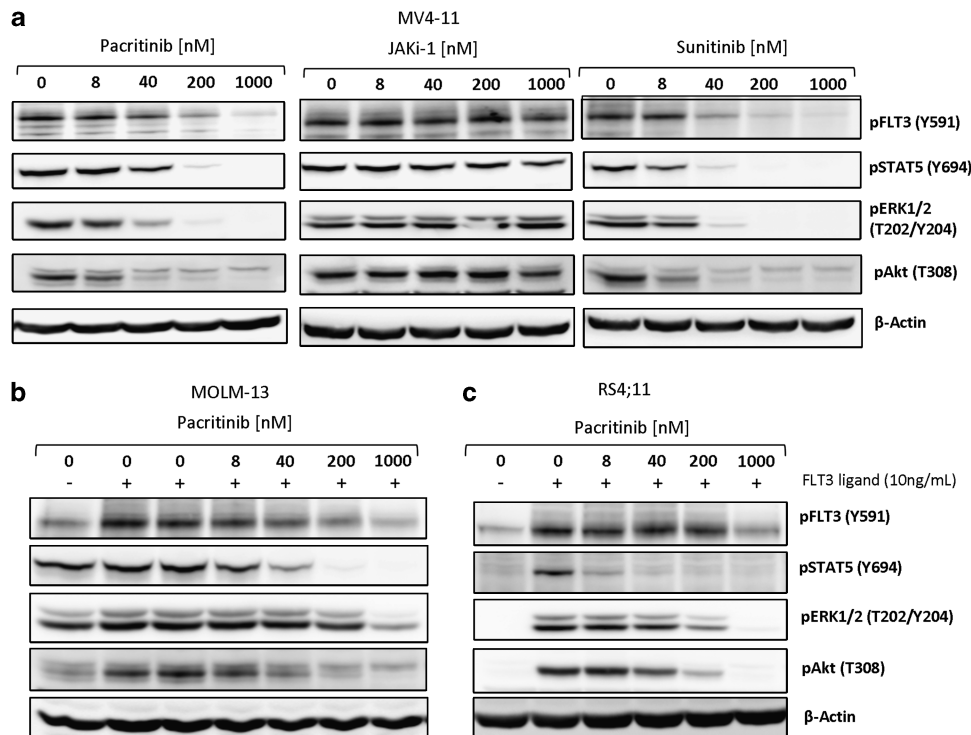 a
MV4-11
Pacritinib [nM]
JAKi-1 [nM]
Sunitinib [nM]
0 8 40 200 1000
0 8 40 200 1000
0 8 40 200 1000
pFLT3 (Y591)
pSTAT5 (Y694)
pERK1/2
(T202/Y204)
pAkt (T308)
β-Actin
b
MOLM-13
Pacritinib [nM]
0 0 0 8 40 200 1000
- + + + + + +
c
RS4;11
Pacritinib [nM]
0 0 8 40 200 1000
- + + + + +
FLT3 ligand (10ng/mL)
pFLT3 (Y591)
pSTAT5 (Y694)
pERK1/2 (T202/Y204)
pAkt (T308)
β-Actin